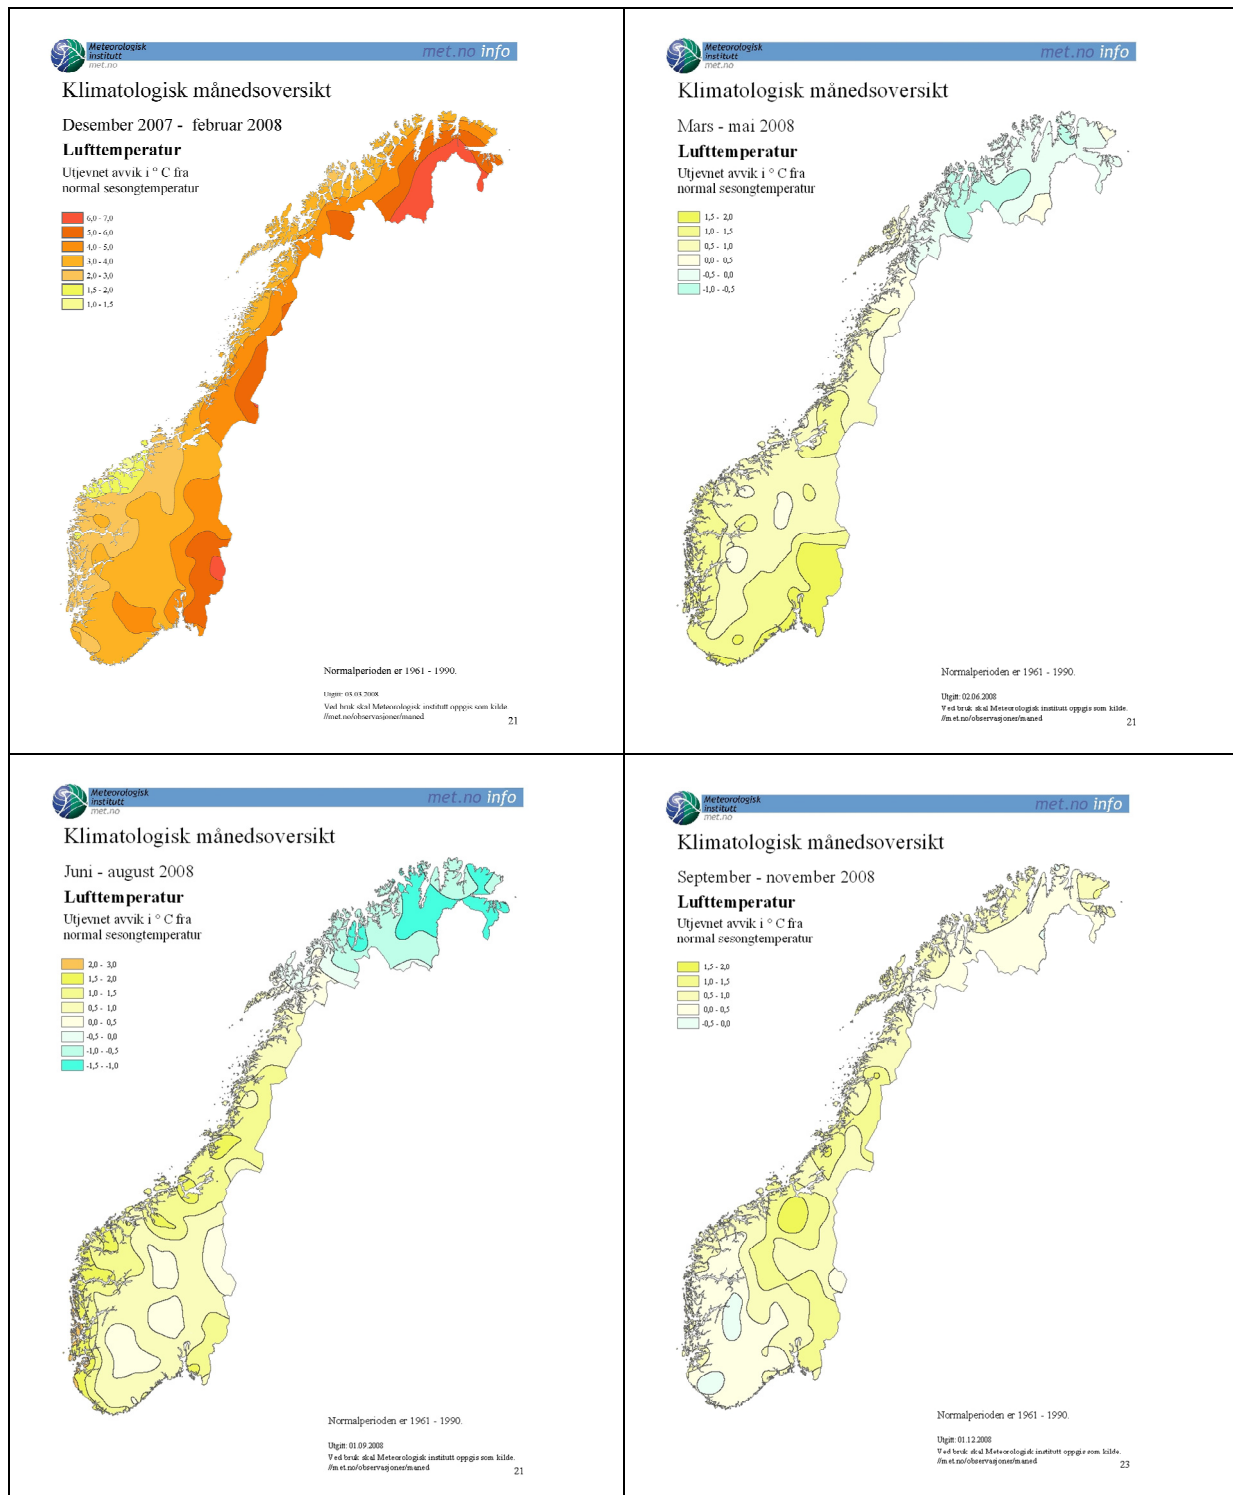 Meteorologisk
institutt
met.no
met.no info
Klimatologisk månedsoversikt
Desember 2007 - februar 2008
Lufttemperatur
Utjevnet avvik i ° C fra
normal sesongtemperatur
6,0 - 7,0
5,0 - 6,0
4,0 - 5,0
3,0 - 4,0
2,0 - 3,0
1,5 - 2,0
1,0 - 1,5
Normalperioden er 1961 - 1990.
Utgitt: 03.03.2008
Ved bruk skal Meteorologisk institutt oppgis som kilde
//met.no/observasjoner/maned
21
Meteorologisk
institutt
met.no
met.no info
Klimatologisk månedsoversikt
Mars - mai 2008
Lufttemperatur
Utjevnet avvik i ° C fra
normal sesongtemperatur
1,5 - 2,0
1,0 - 1,5
0,5 - 1,0
0,0 - 0,5
-0,5 - 0,0
-1,0 - -0,5
Normalperioden er 1961 - 1990.
Utgitt: 02.06.2008
Ved bruk skal Meteorologisk institutt oppgis som kilde.
//met.no/observasjoner/maned
21
Meteorologisk
institutt
met.no
met.no info
Klimatologisk månedsoversikt
Juni - august 2008
Lufttemperatur
Utjevnet avvik i ° C fra
normal sesongtemperatur
2,0 - 3,0
1,5 - 2,0
1,0 - 1,5
0,5 - 1,0
0,0 - 0,5
-0,5 - 0,0
-1,0 - -0,5
-1,5 - -1,0
Normalperioden er 1961 - 1990.
Utgitt: 01.09.2008
Ved bruk skal Meteorologisk institutt oppgis som kilde.
//met.no/observasjoner/maned
21
Meteorologisk
institutt
met.no
met.no info
Klimatologisk månedsoversikt
September - november 2008
Lufttemperatur
Utjevnet avvik i ° C fra
normal sesongtemperatur
1,5 - 2,0
1,0 - 1,5
0,5 - 1,0
0,0 - 0,5
-0,5 - 0,0
Normalperioden er 1961 - 1990.
Utgitt: 01.12.2008
Ved bruk skal Meteorologisk institutt oppgis som kilde.
//met.no/observasjoner/maned
23